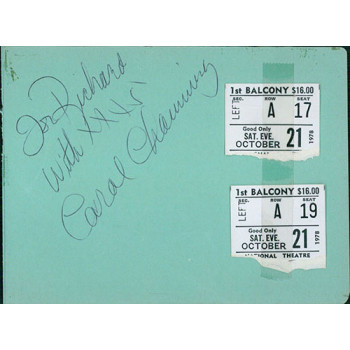 For Richard
With XXXs
Carol Channing
1st BALCONY $16.00
SEC. ROW SEAT
LEFT A 17
Good Only
SAT. EVE.
OCTOBER 21 1978
1st BALCONY $16.00
SEC. ROW SEAT
LEFT A 19
Good Only
SAT. EVE.
OCTOBER 21 1978
NATIONAL THEATRE